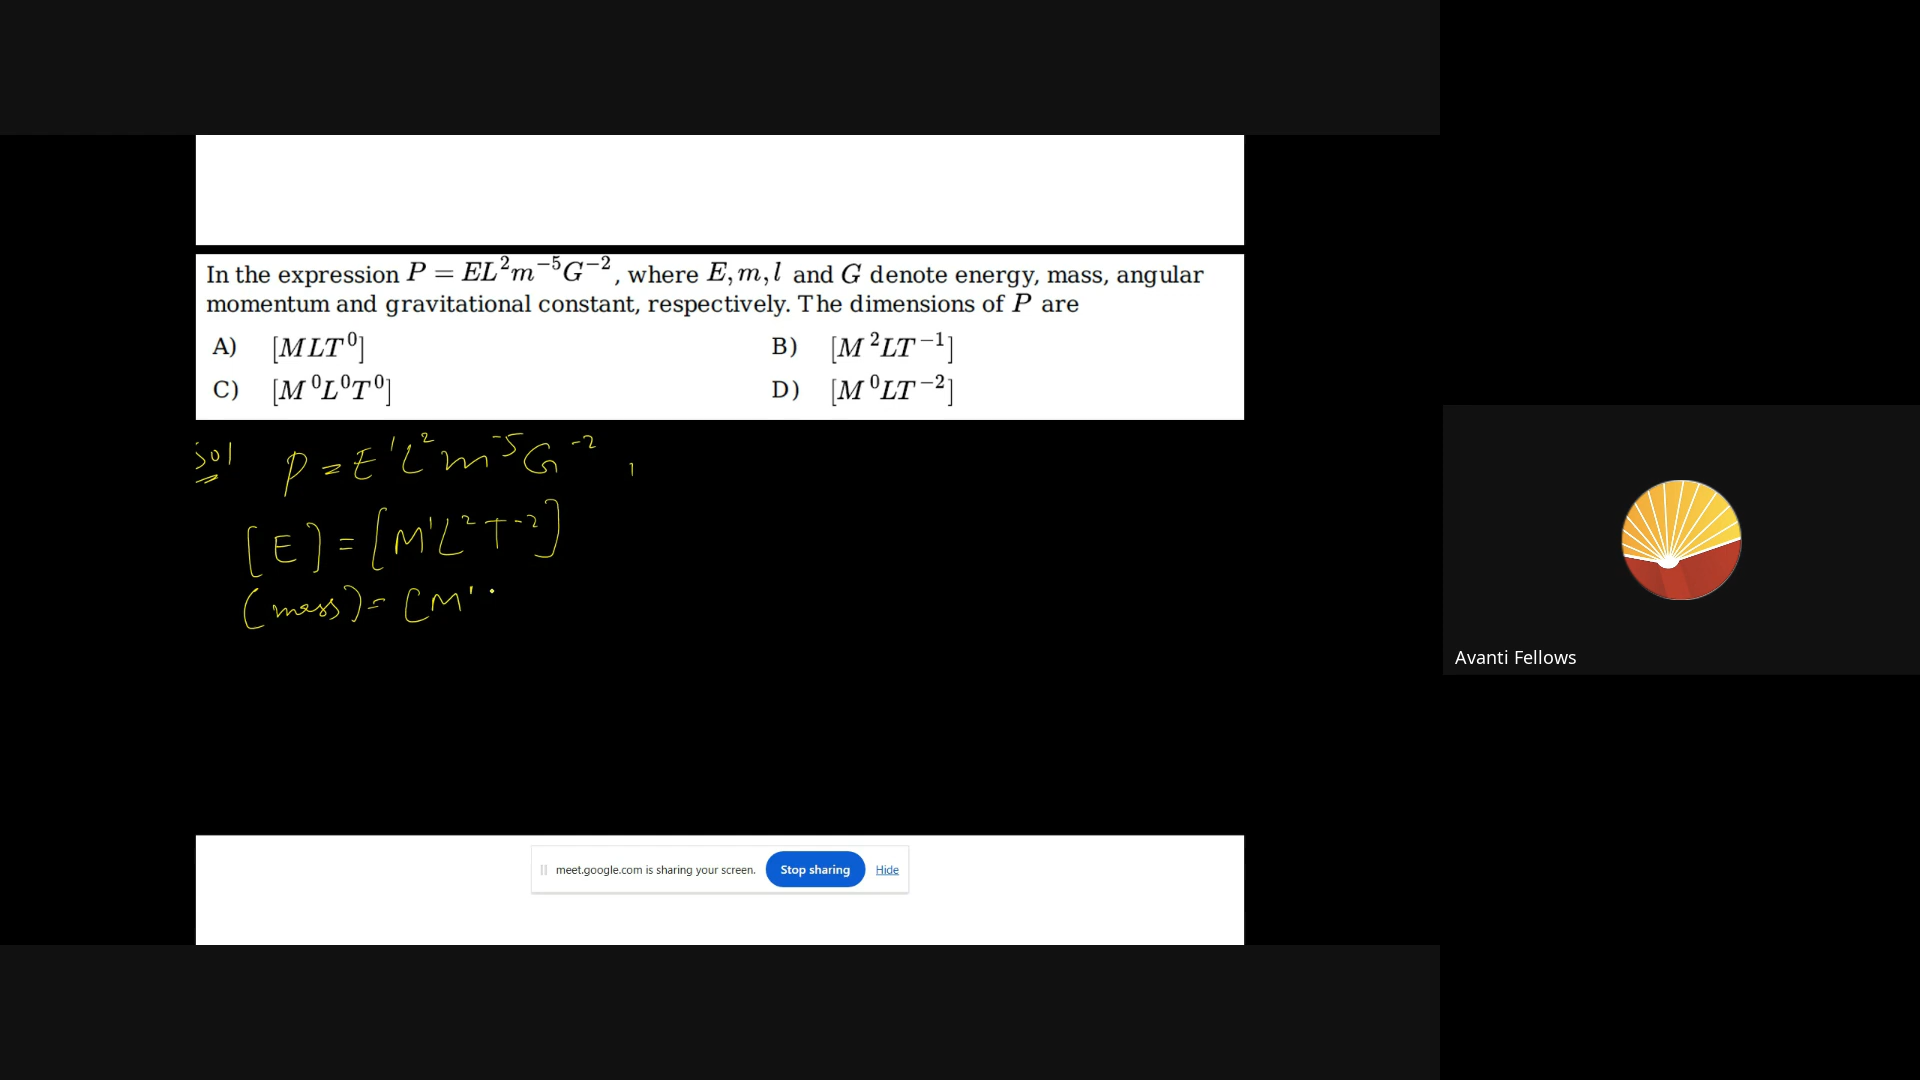 In the expression P = EL²m⁻⁵G⁻², where E, m, l and G denote energy, mass, angular
momentum and gravitational constant, respectively. The dimensions of P are
A) [MLT⁰] B) [M²LT⁻¹]
C) [M⁰L⁰T⁰] D) [M⁰LT⁻²]
Sol P = E¹L²m⁻⁵G⁻²,
[E] = [M¹L²T⁻²]
(mass) = [M¹
Avanti Fellows
meet.google.com is sharing your screen. Stop sharing Hide